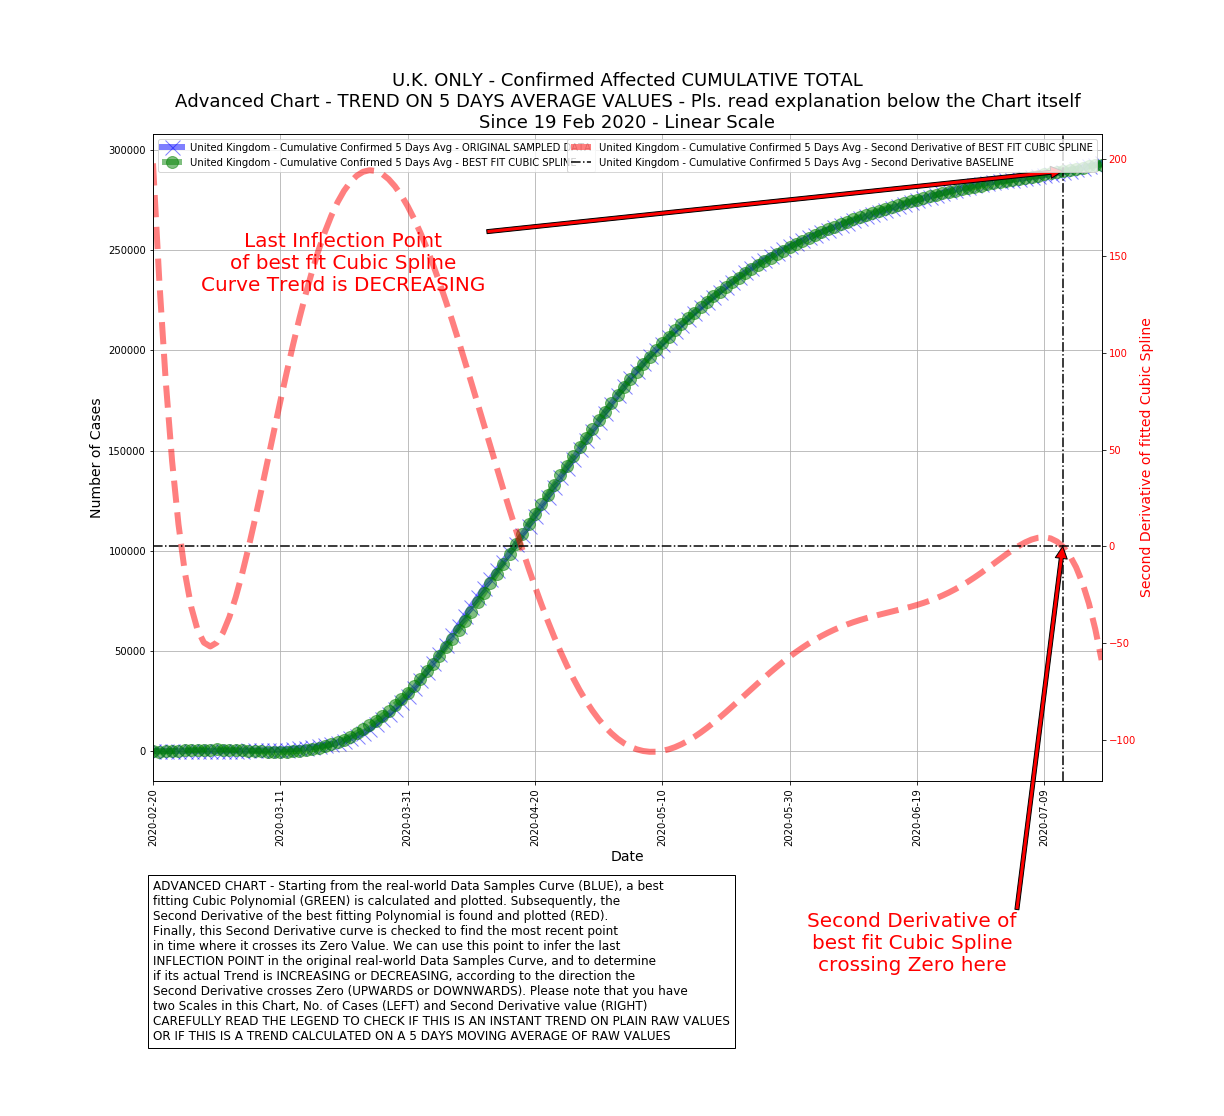 U.K. ONLY - Confirmed Affected CUMULATIVE TOTAL
Advanced Chart - TREND ON 5 DAYS AVERAGE VALUES - Pls. read explanation below the Chart itself
Since 19 Feb 2020 - Linear Scale
United Kingdom - Cumulative Confirmed 5 Days Avg - ORIGINAL SAMPLED
United Kingdom - Cumulative Confirmed 5 Days Avg - BEST FIT CUBIC
United Kingdom - Cumulative Confirmed 5 Days Avg - Second Derivative of BEST FIT CUBIC SPLINE
United Kingdom - Cumulative Confirmed 5 Days Avg - Second Derivative BASELINE
Last Inflection Point
of best fit Cubic Spline
Curve Trend is DECREASING
Number of Cases
300000
250000
200000
150000
100000
50000
0
200
150
100
50
0
−50
−100
Second Derivative of fitted Cubic Spline
2020-02-20
2020-03-11
2020-03-31
2020-04-20
2020-05-10
2020-05-30
2020-06-19
2020-07-09
Date
Second Derivative of
best fit Cubic Spline
crossing Zero here
ADVANCED CHART - Starting from the real-world Data Samples Curve (BLUE), a best
fitting Cubic Polynomial (GREEN) is calculated and plotted. Subsequently, the
Second Derivative of the best fitting Polynomial is found and plotted (RED).
Finally, this Second Derivative curve is checked to find the most recent point
in time where it crosses its Zero Value. We can use this point to infer the last
INFLECTION POINT in the original real-world Data Samples Curve, and to determine
if its actual Trend is INCREASING or DECREASING, according to the direction the
Second Derivative crosses Zero (UPWARDS or DOWNWARDS). Please note that you have
two Scales in this Chart, No. of Cases (LEFT) and Second Derivative value (RIGHT)
CAREFULLY READ THE LEGEND TO CHECK IF THIS IS AN INSTANT TREND ON PLAIN RAW VALUES
OR IF THIS IS A TREND CALCULATED ON A 5 DAYS MOVING AVERAGE OF RAW VALUES